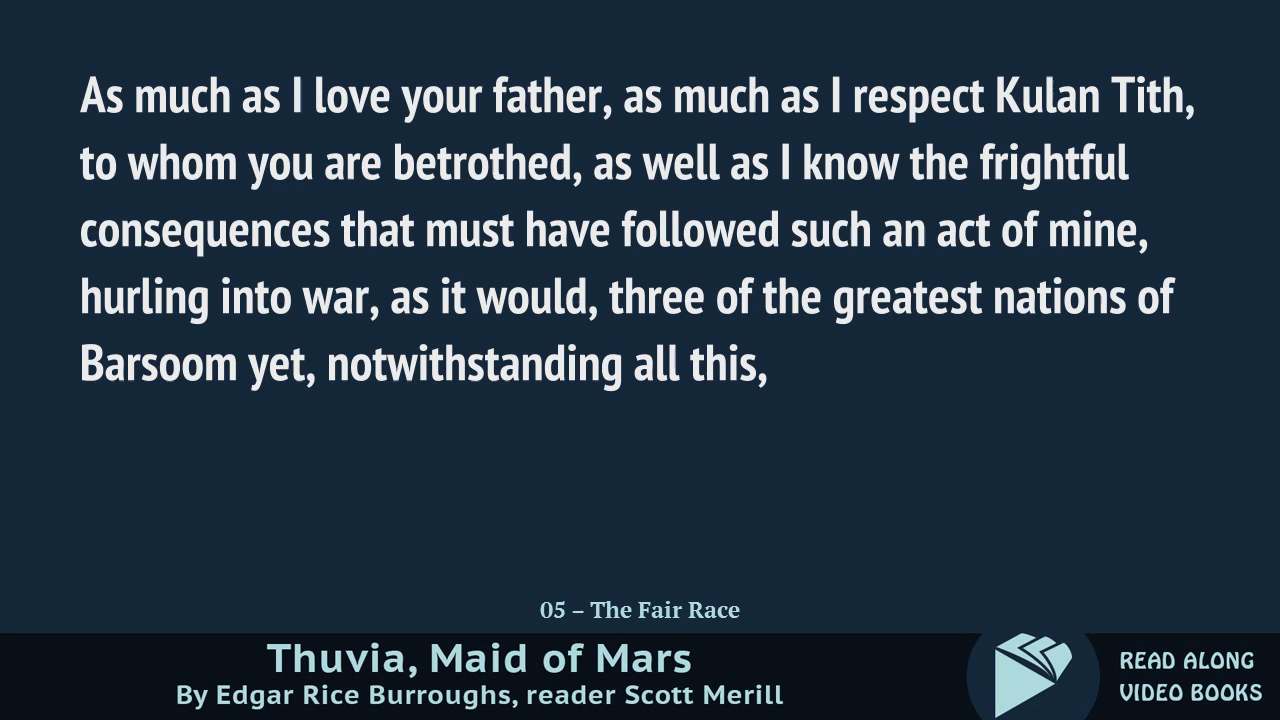 As much as I love your father, as much as I respect Kulan Tith,
to whom you are betrothed, as well as I know the frightful
consequences that must have followed such an act of mine,
hurling into war, as it would, three of the greatest nations of
Barsoom yet, notwithstanding all this,
05 – The Fair Race
Thuvia, Maid of Mars
By Edgar Rice Burroughs, reader Scott Merill
READ ALONG
VIDEO BOOKS